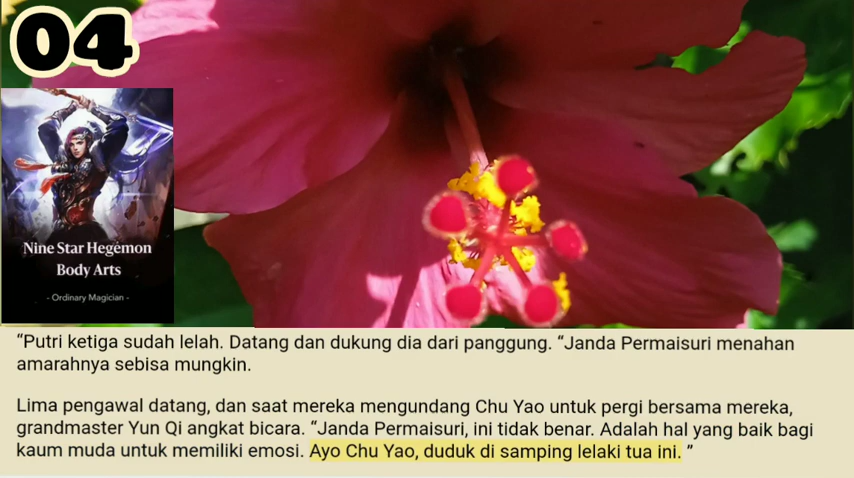 04
Nine Star Hegemon
Body Arts
- Ordinary Magician -
“Putri ketiga sudah lelah. Datang dan dukung dia dari panggung. “Janda Permaisuri menahan
amarahnya sebisa mungkin.
Lima pengawal datang, dan saat mereka mengundang Chu Yao untuk pergi bersama mereka,
grandmaster Yun Qi angkat bicara. “Janda Permaisuri, ini tidak benar. Adalah hal yang baik bagi
kaum muda untuk memiliki emosi. Ayo Chu Yao, duduk di samping lelaki tua ini. ”